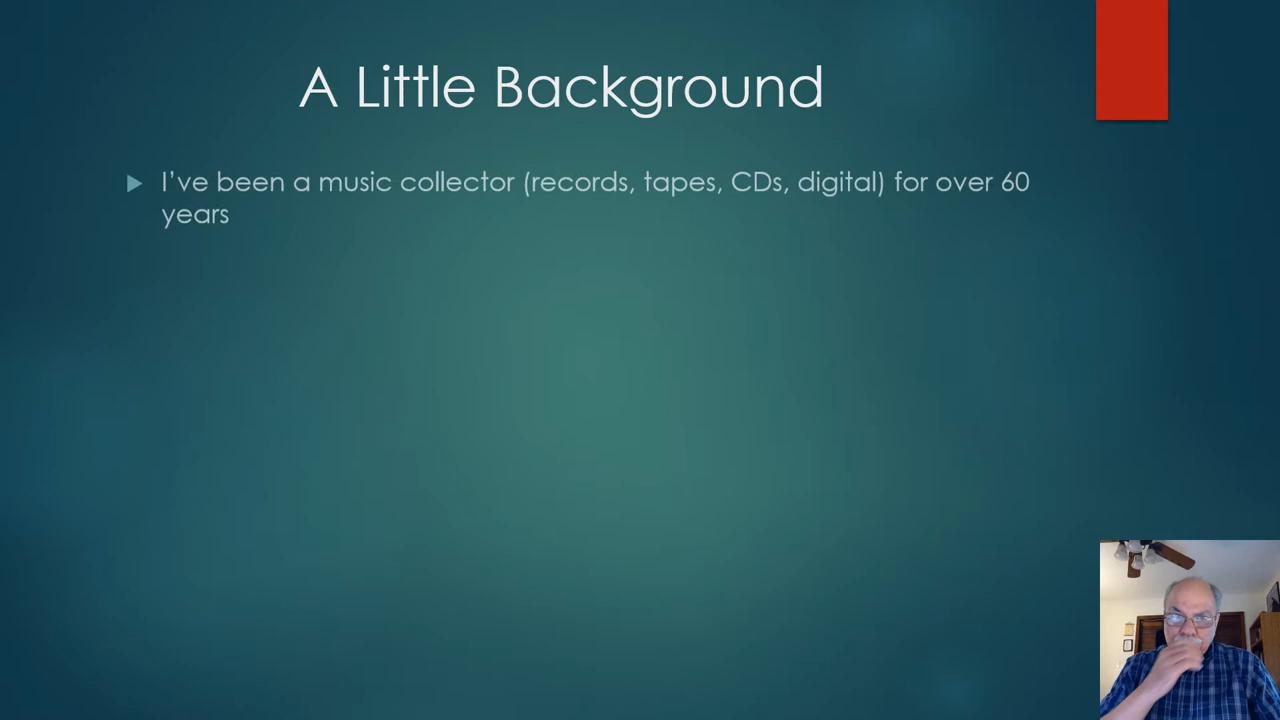 A Little Background
I’ve been a music collector (records, tapes, CDs, digital) for over 60
years